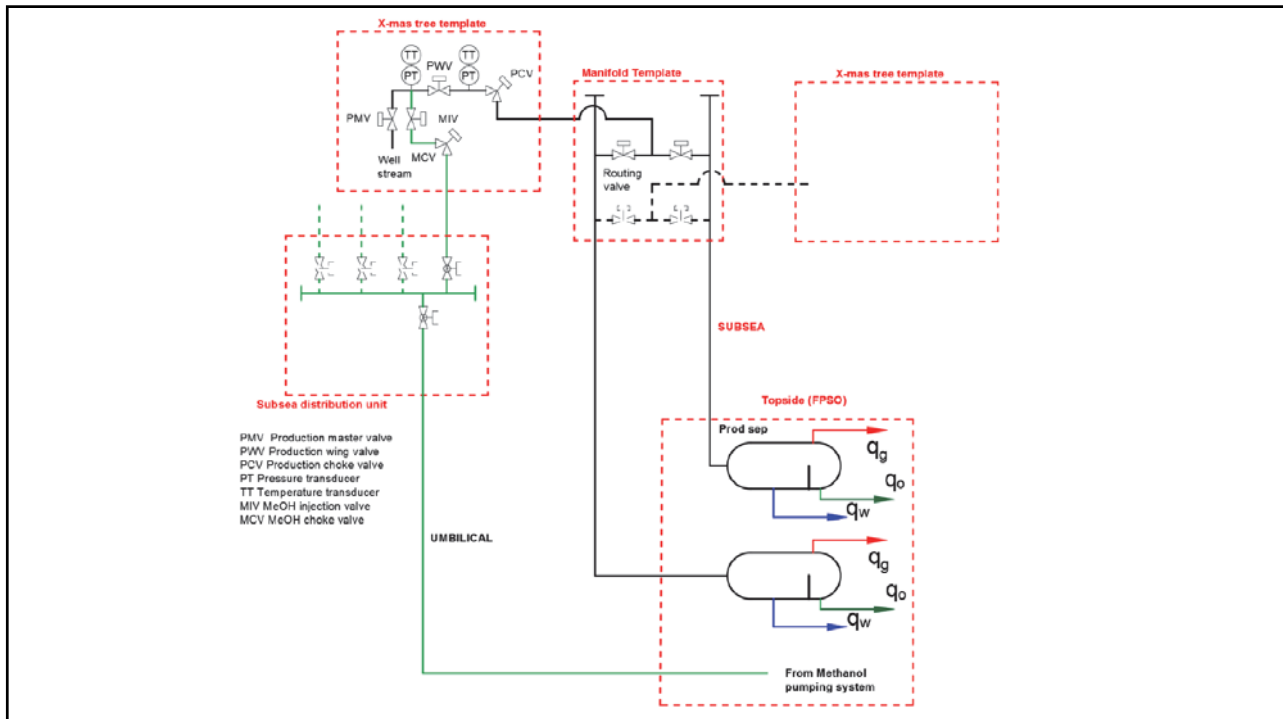 X-mas tree template
TT
TT
PT
PWV
PT
PCV
PMV
MIV
MCV
Well
stream
Manifold Template
Routing
valve
X-mas tree template
SUBSEA
Subsea distribution unit
PMV Production master valve
PWV Production wing valve
PCV Production choke valve
PT Pressure transducer
TT Temperature transducer
MIV MeOH injection valve
MCV MeOH choke valve
UMBILICAL
Topside (FPSO)
Prod sep
qg
qo
qw
qg
qo
qw
From Methanol
pumping system